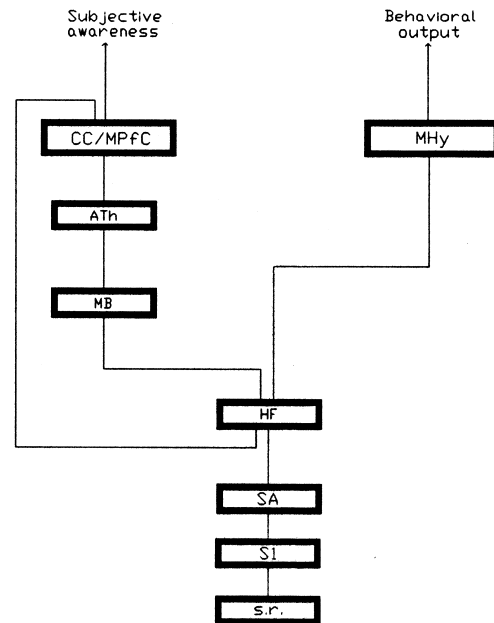 Subjective
awareness
Behavioral
output
CC/MPfC
MHy
ATh
MB
HF
SA
S1
s.r.